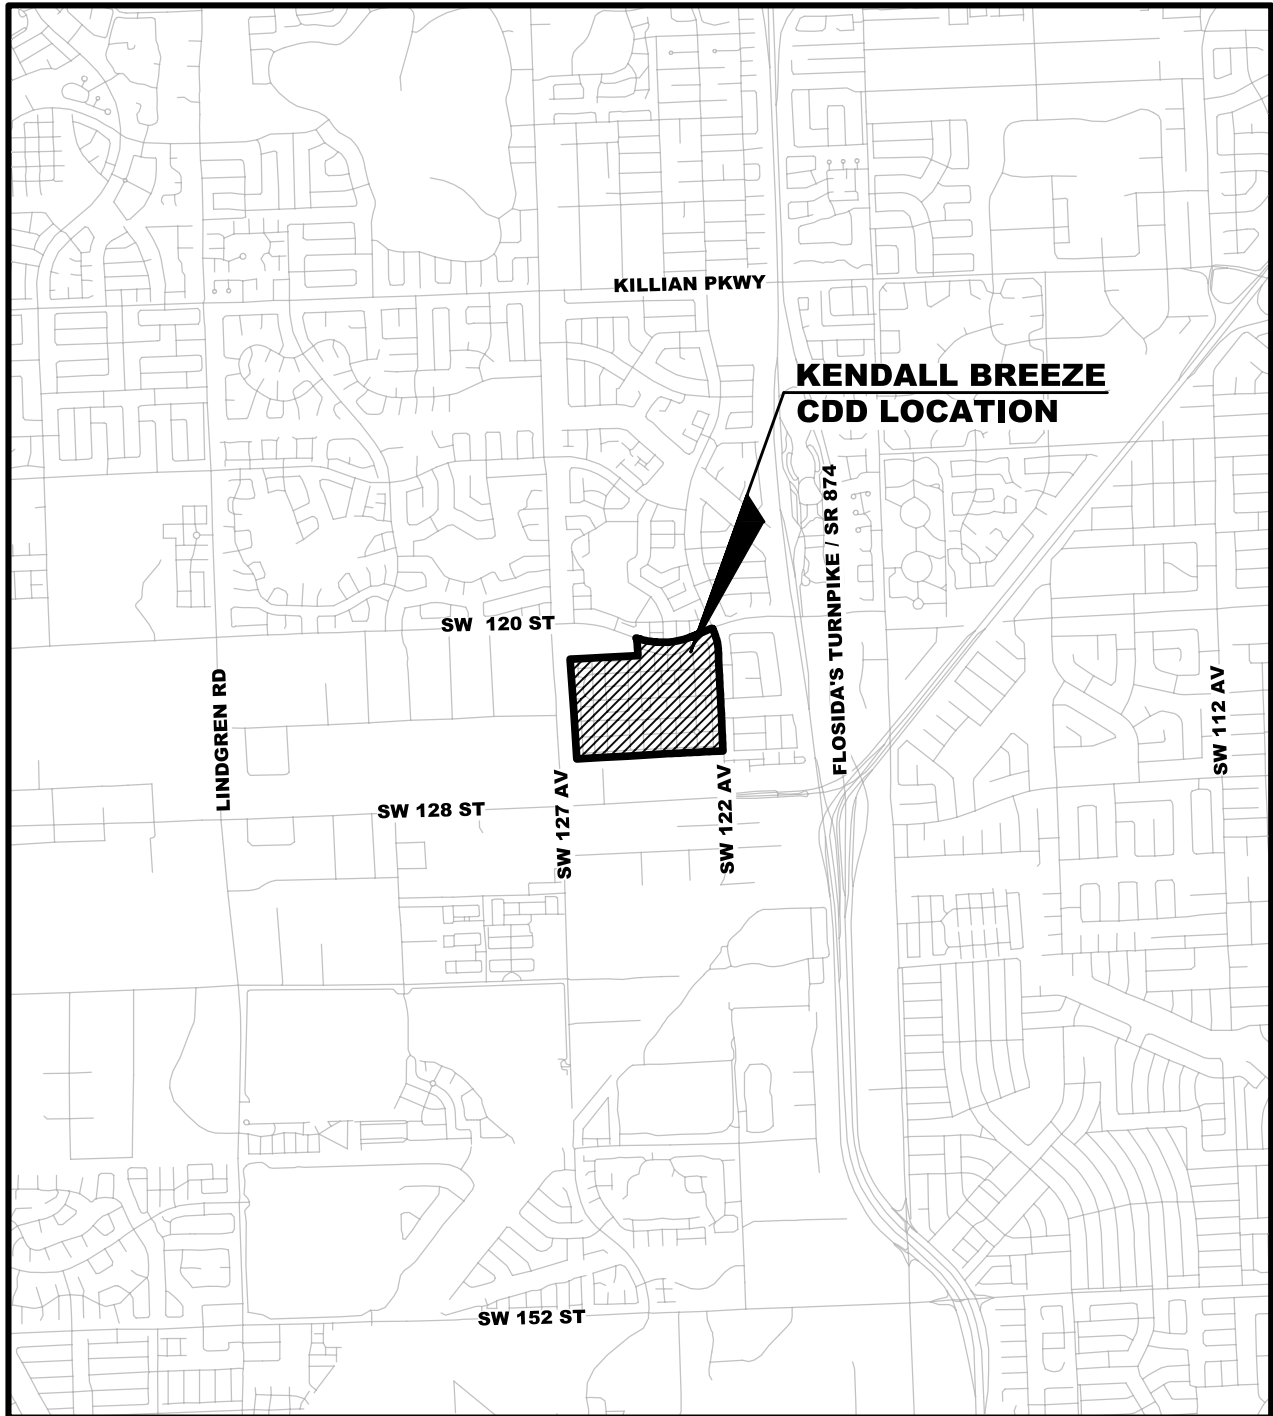 KILLIAN PKWY
KENDALL BREEZE
CDD LOCATION
FLOSIDA'S TURNPIKE / SR 874
SW 120 ST
LINDGREN RD
SW 112 AV
SW 127 AV
SW 122 AV
SW 128 ST
SW 152 ST